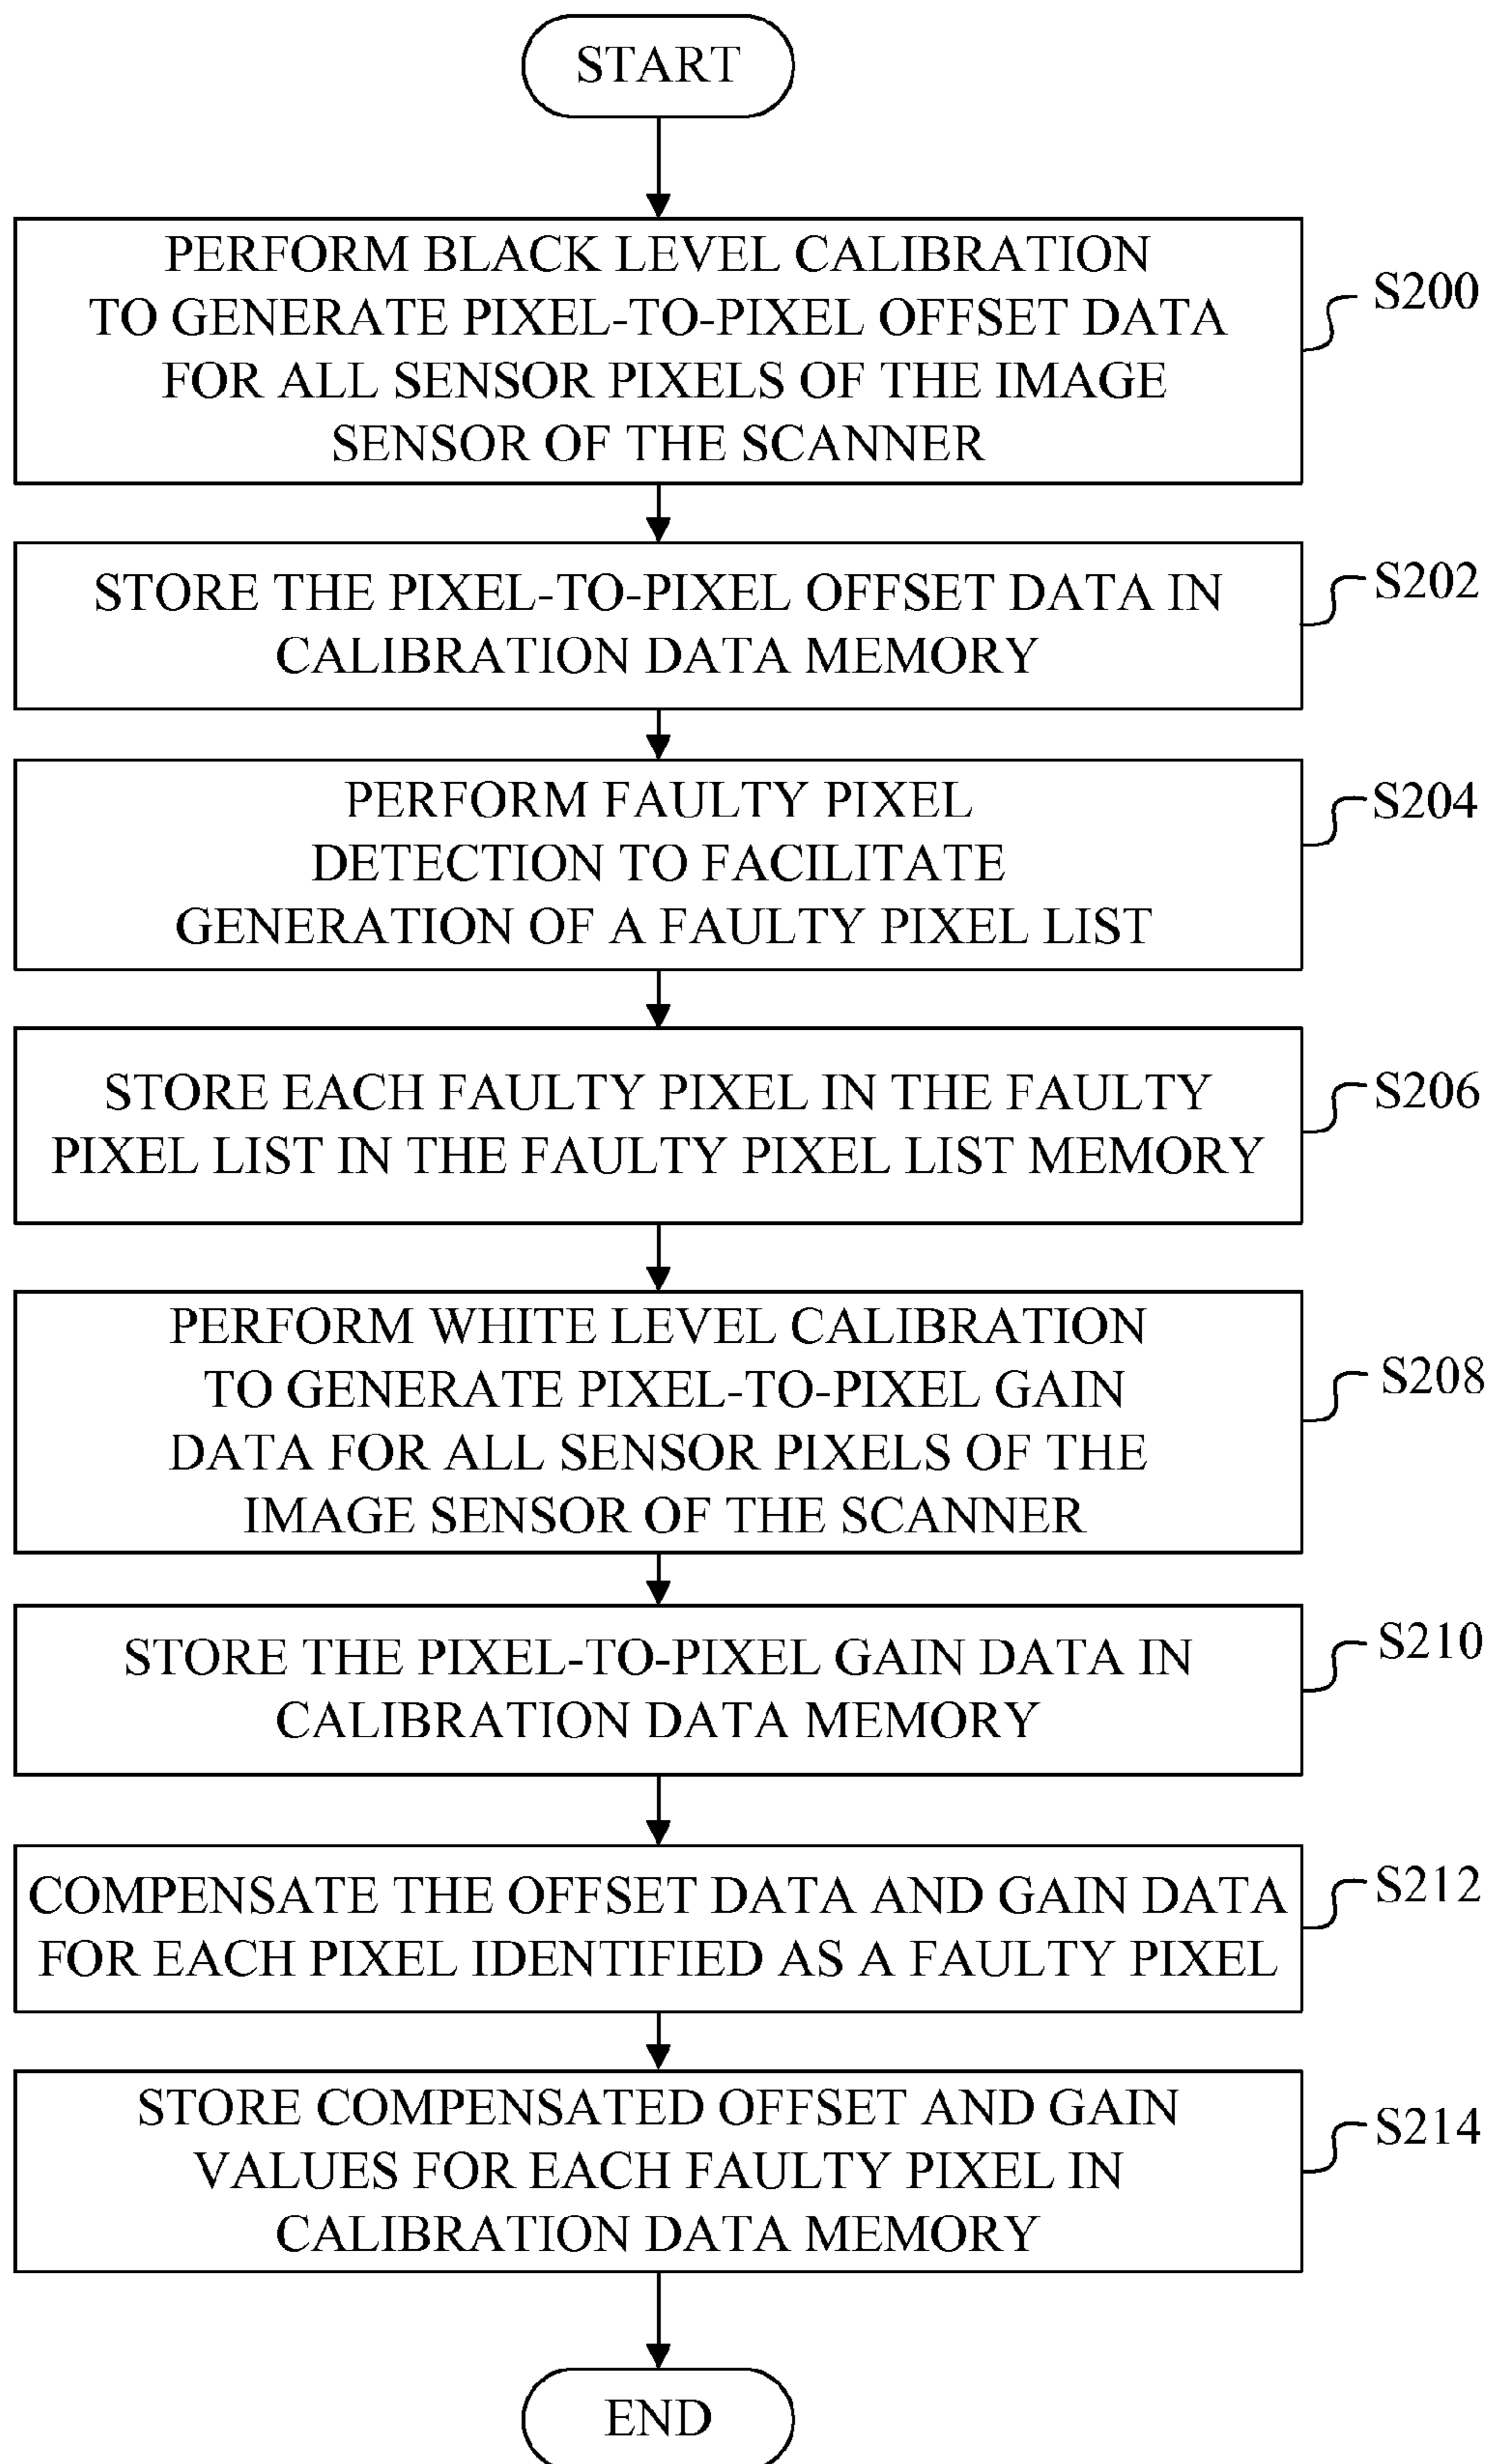 START
PERFORM BLACK LEVEL CALIBRATION
TO GENERATE PIXEL-TO-PIXEL OFFSET DATA
FOR ALL SENSOR PIXELS OF THE IMAGE
SENSOR OF THE SCANNER
S200
STORE THE PIXEL-TO-PIXEL OFFSET DATA IN
CALIBRATION DATA MEMORY
S202
PERFORM FAULTY PIXEL
DETECTION TO FACILITATE
GENERATION OF A FAULTY PIXEL LIST
S204
STORE EACH FAULTY PIXEL IN THE FAULTY
PIXEL LIST IN THE FAULTY PIXEL LIST MEMORY
S206
PERFORM WHITE LEVEL CALIBRATION
TO GENERATE PIXEL-TO-PIXEL GAIN
DATA FOR ALL SENSOR PIXELS OF THE
IMAGE SENSOR OF THE SCANNER
S208
STORE THE PIXEL-TO-PIXEL GAIN DATA IN
CALIBRATION DATA MEMORY
S210
COMPENSATE THE OFFSET DATA AND GAIN DATA
FOR EACH PIXEL IDENTIFIED AS A FAULTY PIXEL
S212
STORE COMPENSATED OFFSET AND GAIN
VALUES FOR EACH FAULTY PIXEL IN
CALIBRATION DATA MEMORY
S214
END